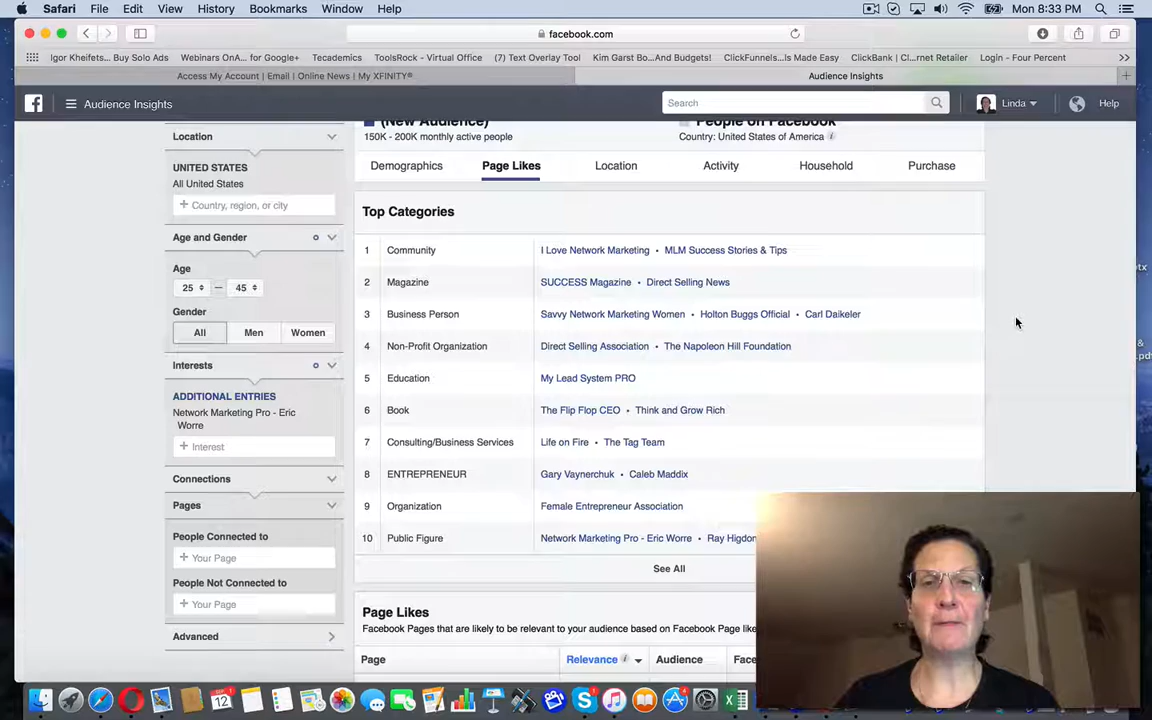 Safari File Edit View History Bookmarks Window Help Mon 8:33 PM
facebook.com
Igor Kheifets... Buy Solo Ads Webinars OnA... for Google+ Tecademics ToolsRock - Virtual Office (7) Text Overlay Tool Kim Garst Bo...And Budgets! ClickFunnels...Is Made Easy ClickBank | Cl...rnet Retailer Login - Four Percent
Access My Account | Email | Online News | My XFINITY® Audience Insights
Audience Insights Search Linda Help
(New Audience) People on Facebook
150K - 200K monthly active people Country: United States of America
Demographics Page Likes Location Activity Household Purchase
Location
UNITED STATES
All United States
+ Country, region, or city
Age and Gender
Age
25 — 45
Gender
All Men Women
Interests
ADDITIONAL ENTRIES
Network Marketing Pro - Eric
Worre
+ Interest
Connections
Pages
People Connected to
+ Your Page
People Not Connected to
+ Your Page
Advanced
Top Categories
1 Community I Love Network Marketing • MLM Success Stories & Tips
2 Magazine SUCCESS Magazine • Direct Selling News
3 Business Person Savvy Network Marketing Women • Holton Buggs Official • Carl Daikeler
4 Non-Profit Organization Direct Selling Association • The Napoleon Hill Foundation
5 Education My Lead System PRO
6 Book The Flip Flop CEO • Think and Grow Rich
7 Consulting/Business Services Life on Fire • The Tag Team
8 ENTREPRENEUR Gary Vaynerchuk • Caleb Maddix
9 Organization Female Entrepreneur Association
10 Public Figure Network Marketing Pro - Eric Worre • Ray Higdon
See All
Page Likes
Facebook Pages that are likely to be relevant to your audience based on Facebook Page like
Page Relevance Audience Face
etx
&
.pdf
SEP
12